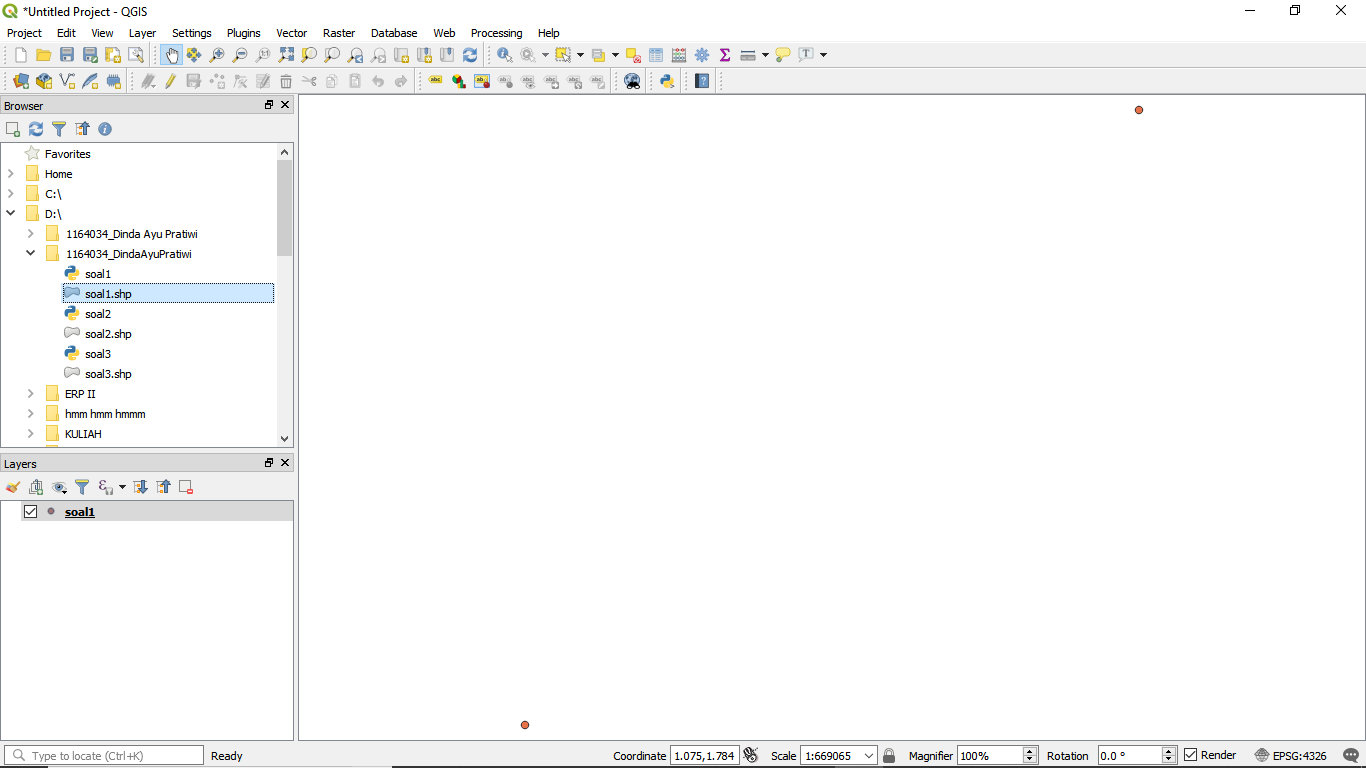 *Untitled Project - QGIS
Project Edit View Layer Settings Plugins Vector Raster Database Web Processing Help
Browser
Favorites
Home
C:\
D:\
1164034_Dinda Ayu Pratiwi
1164034_DindaAyuPratiwi
soal1
soal1.shp
soal2
soal2.shp
soal3
soal3.shp
ERP II
hmm hmm hmmm
KULIAH
Layers
soal1
Type to locate (Ctrl+K) Ready Coordinate 1.075,1.784 Scale 1:669065 Magnifier 100% Rotation 0.0 ° Render EPSG:4326